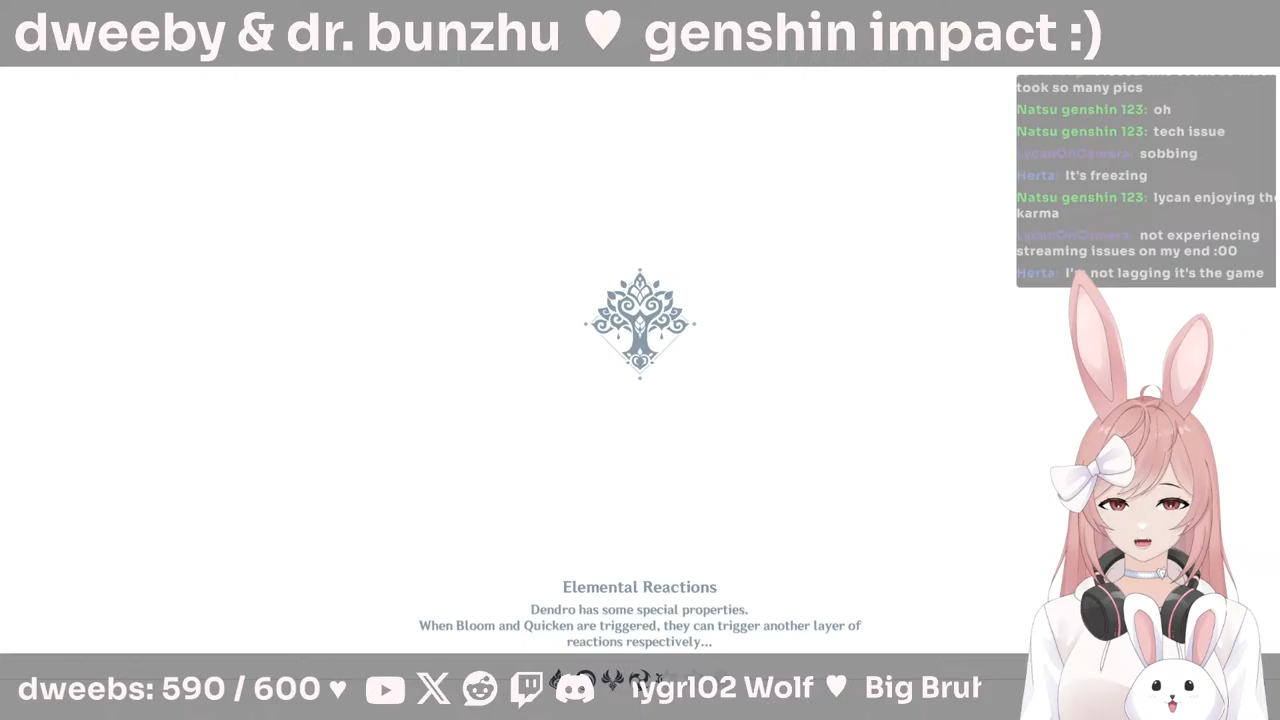 dweeby & dr. bunzhu ♥ genshin impact :)
took so many pics
Natsu genshin 123: oh
Natsu genshin 123: tech issue
LycanOnCamera: sobbing
Herta: It's freezing
Natsu genshin 123: lycan enjoying the
karma
LycanOnCamera: not experiencing
streaming issues on my end :00
Herta: I'm not lagging it's the game
Elemental Reactions
Dendro has some special properties.
When Bloom and Quicken are triggered, they can trigger another layer of
reactions respectively...
dweebs: 590 / 600 ♥
Wolf ♥ Big Bruh